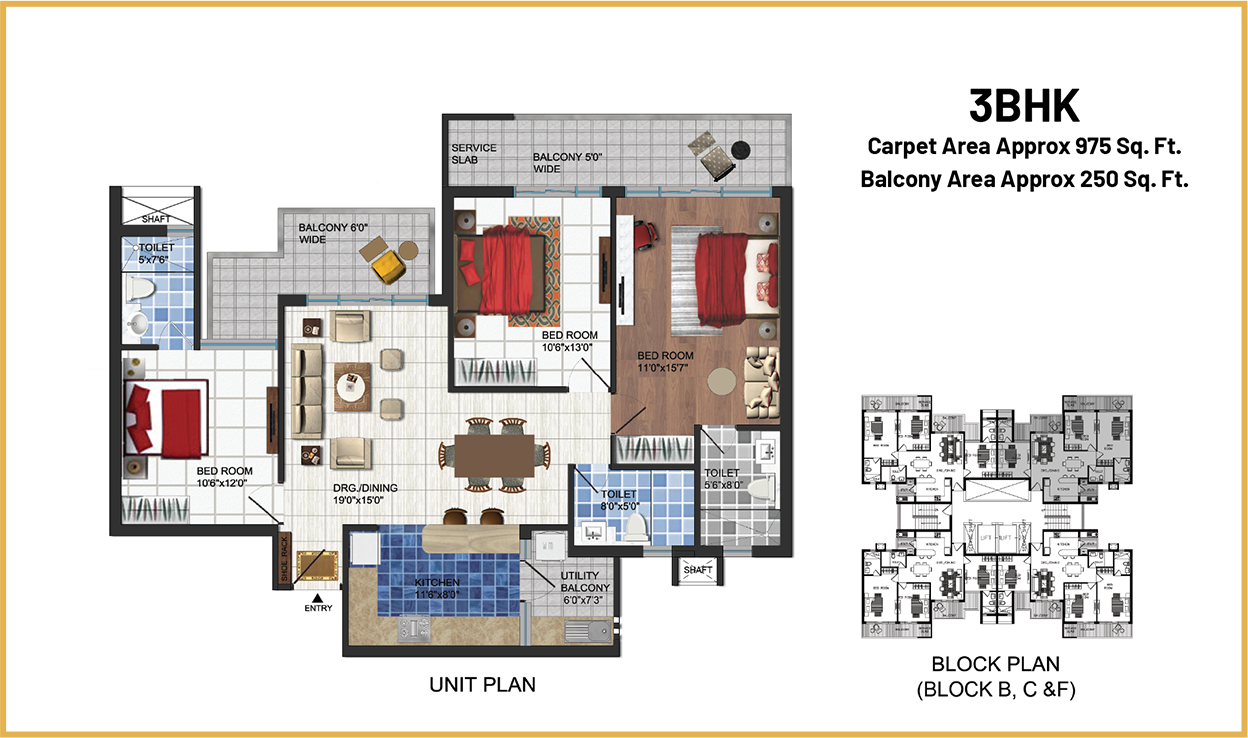 3BHK
Carpet Area Approx 975 Sq. Ft.
Balcony Area Approx 250 Sq. Ft.
SERVICE
SLAB
BALCONY 5'0"
WIDE
SHAFT
TOILET
5'x7'6"
BALCONY 6'0"
WIDE
BED ROOM
10'6"x13'0"
BED ROOM
11'0"x15'7"
BED ROOM
10'6"x12'0"
DRG./DINING
19'0"x15'0"
TOILET
8'0"x5'0"
TOILET
5'6"x8'0"
SHAFT
SHOE RACK
ENTRY
KITCHEN
11'6"x8'0"
UTILITY
BALCONY
6'0"x7'3"
UNIT PLAN
LIFT
LIFT
KITCHEN
KITCHEN
BLOCK PLAN
(BLOCK B, C &F)